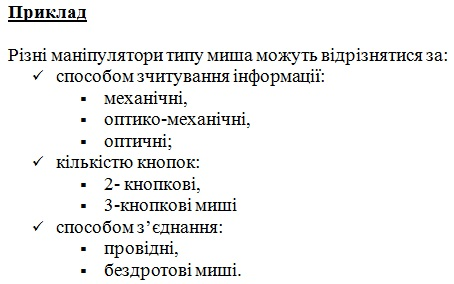 Приклад
Різні маніпулятори типу миша можуть відрізнятися за:
✓ способом зчитування інформації:
▪ механічні,
▪ оптико-механічні,
▪ оптичні;
✓ кількістю кнопок:
▪ 2- кнопкові,
▪ 3-кнопкові миші
✓ способом з’єднання:
▪ провідні,
▪ бездротові миші.